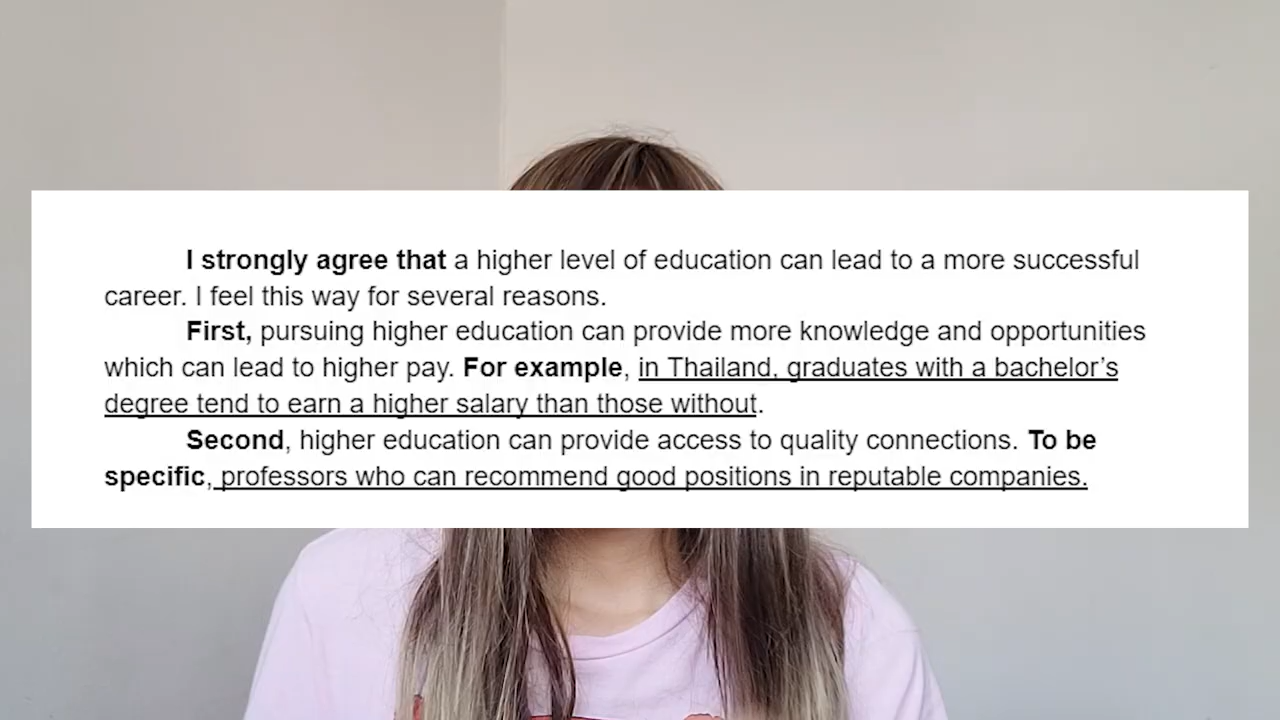 I strongly agree that a higher level of education can lead to a more successful
career. I feel this way for several reasons.
First, pursuing higher education can provide more knowledge and opportunities
which can lead to higher pay. For example, in Thailand, graduates with a bachelor’s
degree tend to earn a higher salary than those without.
Second, higher education can provide access to quality connections. To be
specific, professors who can recommend good positions in reputable companies.